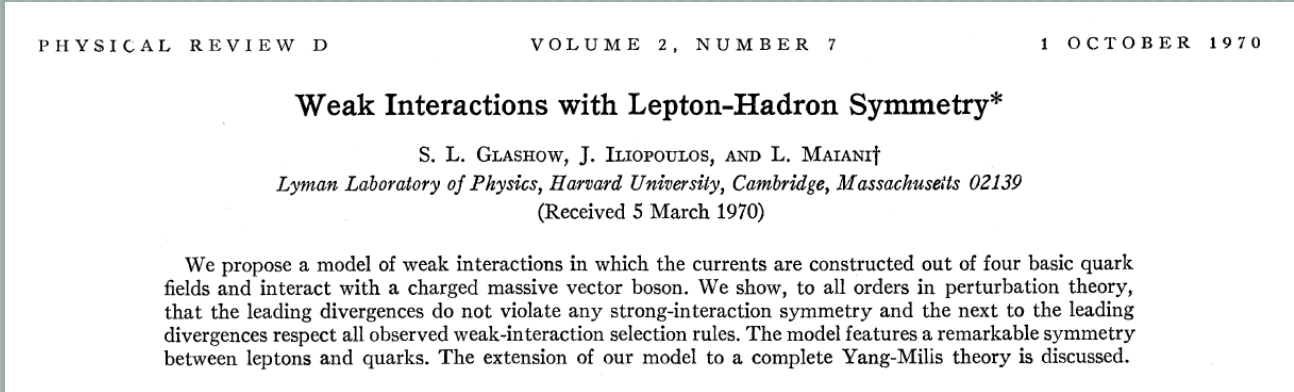 PHYSICAL REVIEW D VOLUME 2, NUMBER 7 1 OCTOBER 1970
Weak Interactions with Lepton-Hadron Symmetry*
S. L. GLASHOW, J. ILIOPOULOS, AND L. MAIANI†
Lyman Laboratory of Physics, Harvard University, Cambridge, Massachusetts 02139
(Received 5 March 1970)
We propose a model of weak interactions in which the currents are constructed out of four basic quark
fields and interact with a charged massive vector boson. We show, to all orders in perturbation theory,
that the leading divergences do not violate any strong-interaction symmetry and the next to the leading
divergences respect all observed weak-interaction selection rules. The model features a remarkable symmetry
between leptons and quarks. The extension of our model to a complete Yang-Milis theory is discussed.